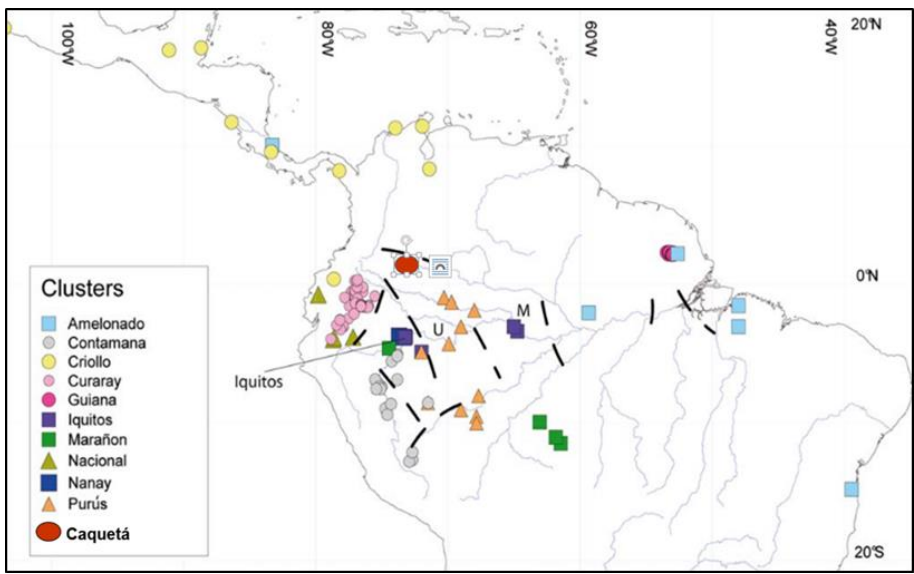 100°W
80°W
60°W
40°W
20°N
0°N
20°S
M
U
Iquitos
Clusters
Amelonado
Contamana
Criollo
Curaray
Guiana
Iquitos
Marañon
Nacional
Nanay
Purús
Caquetá